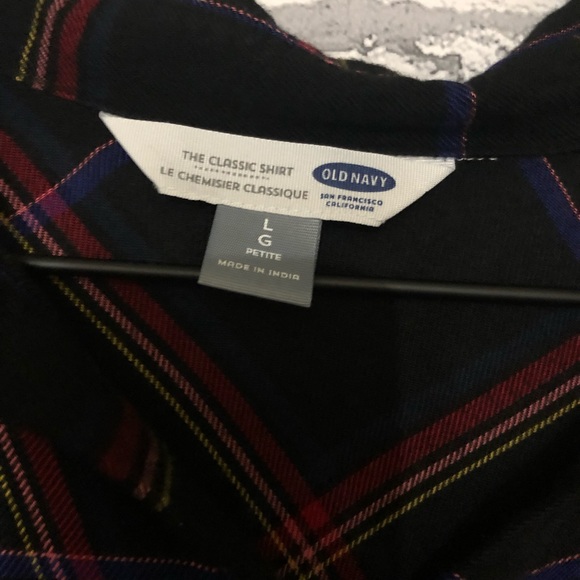 THE CLASSIC SHIRT
LE CHEMISIER CLASSIQUE
OLD NAVY
SAN FRANCISCO
CALIFORNIA
L
G
PETITE
MADE IN INDIA